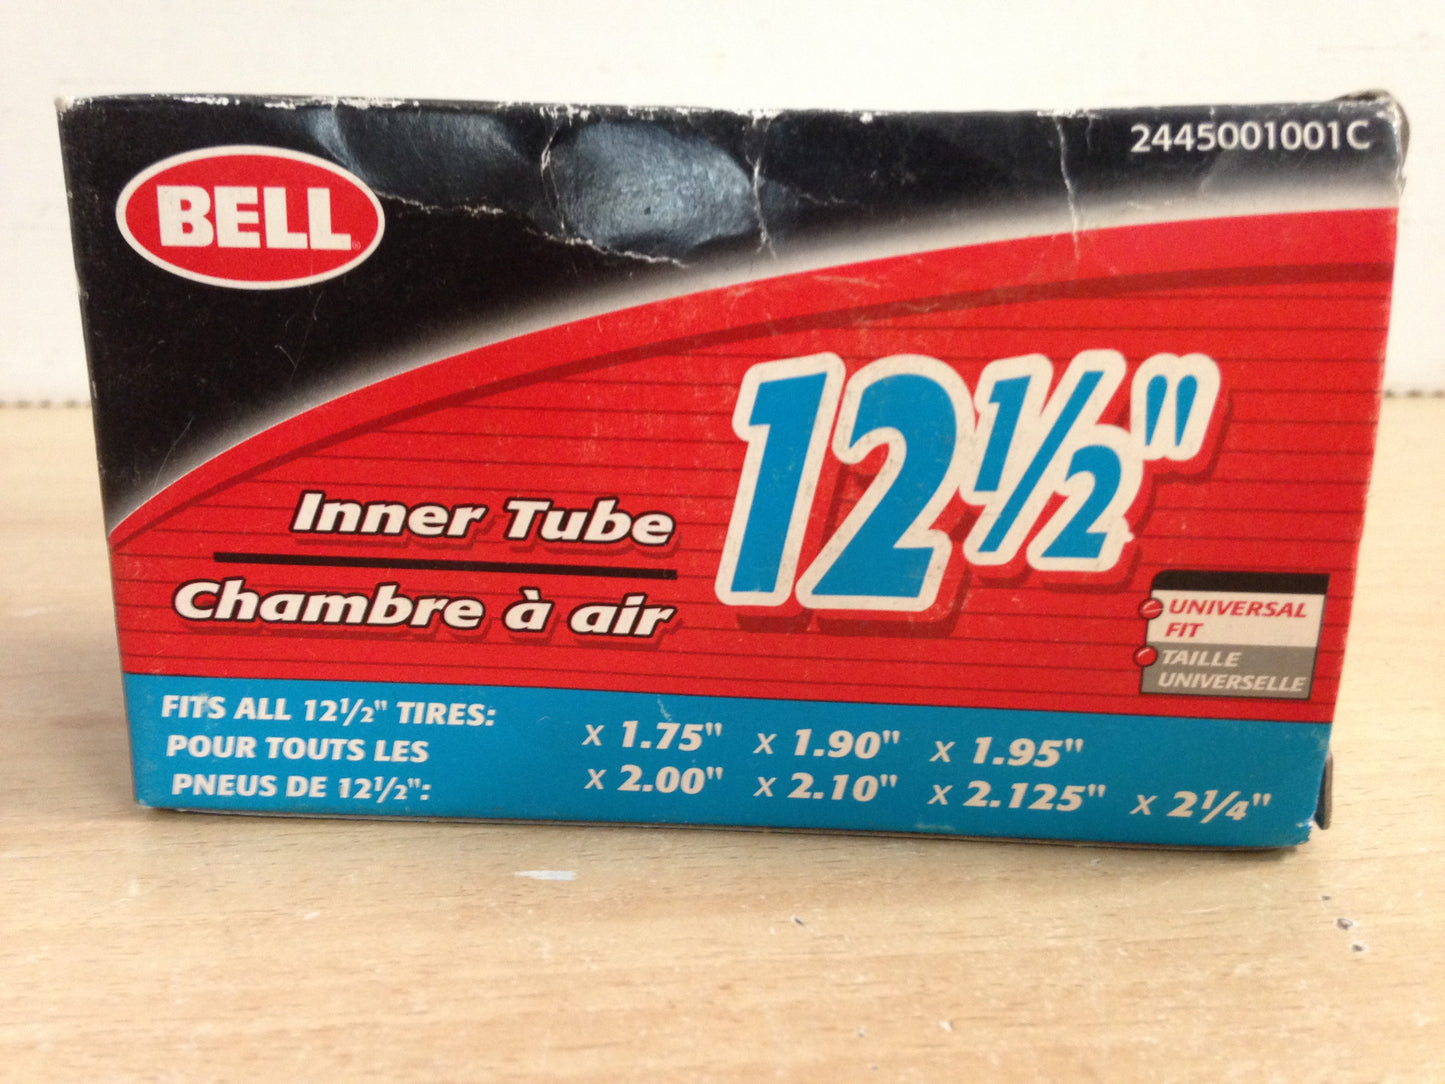 BELL®
2445001001C
12½"
Inner Tube
Chambre à air
UNIVERSAL
FIT
TAILLE
UNIVERSELLE
FITS ALL 12½" TIRES:
POUR TOUTS LES
PNEUS DE 12½":
x 1.75" x 1.90" x 1.95"
x 2.00" x 2.10" x 2.125" x 2¼"